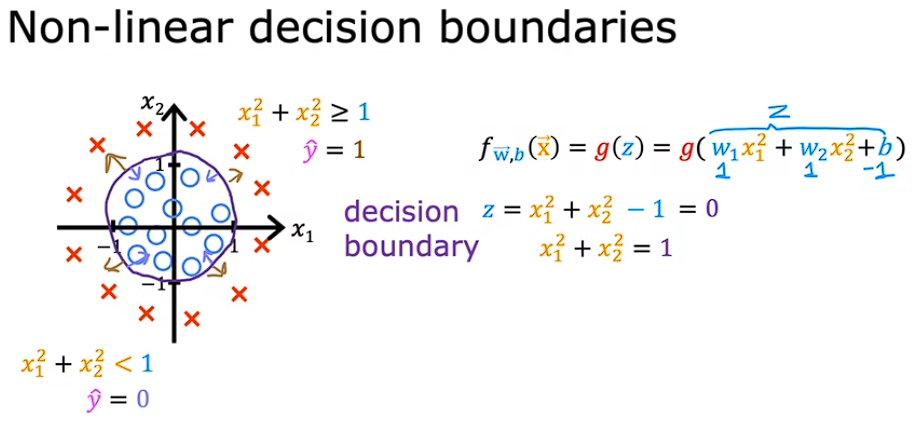 Non-linear decision boundaries
x₂
x₁² + x₂² ≥ 1
ŷ = 1
z
f_w⃗,b(x⃗) = g(z) = g(w₁x₁² + w₂x₂² + b)
1 1 -1
1
-1 1 x₁
-1
decision boundary
z = x₁² + x₂² − 1 = 0
x₁² + x₂² = 1
x₁² + x₂² < 1
ŷ = 0